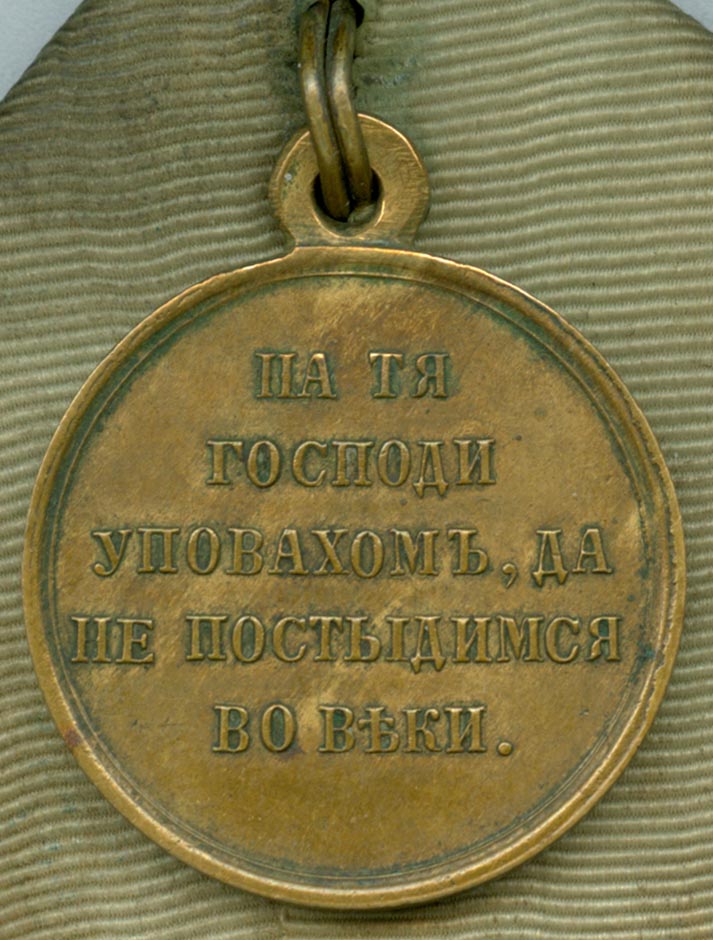 НА ТЯ
ГОСПОДИ
УПОВАХОМЪ, ДА
НЕ ПОСТЫДИМСЯ
ВО ВѢКИ.